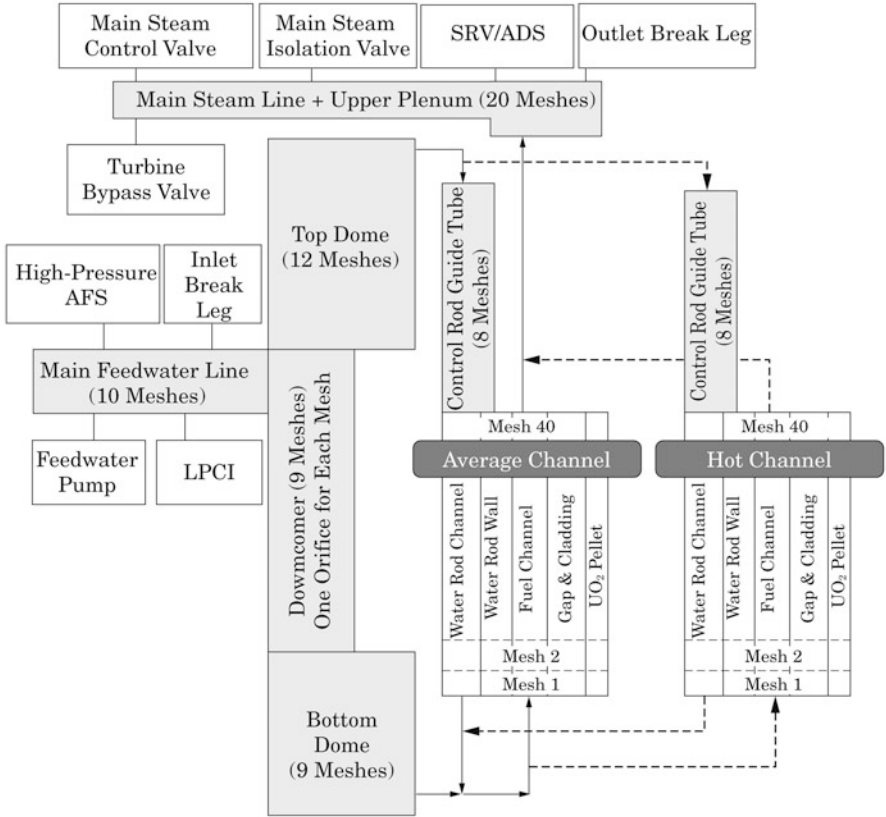 Main Steam
Control Valve
Main Steam
Isolation Valve
SRV/ADS
Outlet Break Leg
Main Steam Line + Upper Plenum (20 Meshes)
Turbine
Bypass Valve
Top Dome
(12 Meshes)
Control Rod Guide Tube
(8 Meshes)
Control Rod Guide Tube
(8 Meshes)
High-Pressure
AFS
Inlet
Break
Leg
Main Feedwater Line
(10 Meshes)
Feedwater
Pump
LPCI
Dowmcomer (9 Meshes)
One Orifice for Each Mesh
Mesh 40
Average Channel
Water Rod Channel
Water Rod Wall
Fuel Channel
Gap & Cladding
UO₂ Pellet
Mesh 2
Mesh 1
Mesh 40
Hot Channel
Water Rod Channel
Water Rod Wall
Fuel Channel
Gap & Cladding
UO₂ Pellet
Mesh 2
Mesh 1
Bottom
Dome
(9 Meshes)